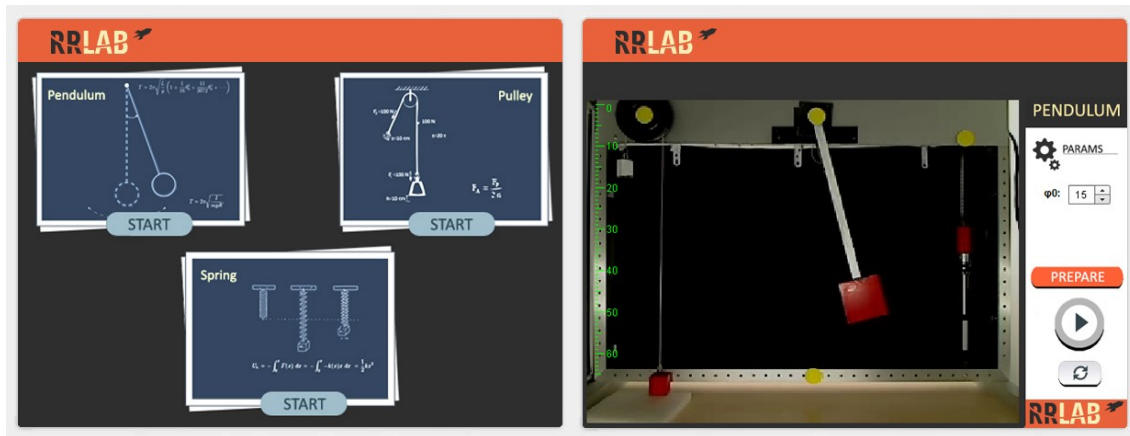 RRLAB
Pendulum
START
Pulley
100 N
START
Spring
START
RRLAB
0
10
20
30
40
50
60
PENDULUM
PARAMS
φ0: 15
PREPARE
RRLAB